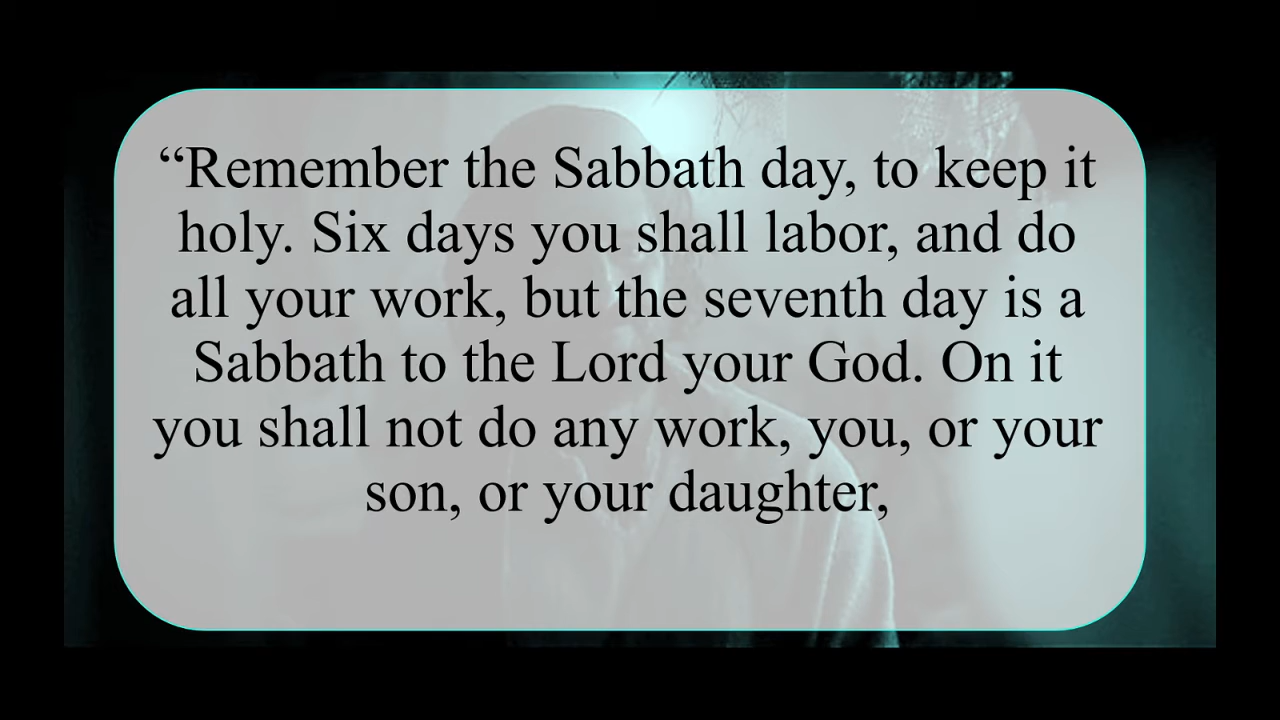 “Remember the Sabbath day, to keep it
holy. Six days you shall labor, and do
all your work, but the seventh day is a
Sabbath to the Lord your God. On it
you shall not do any work, you, or your
son, or your daughter,